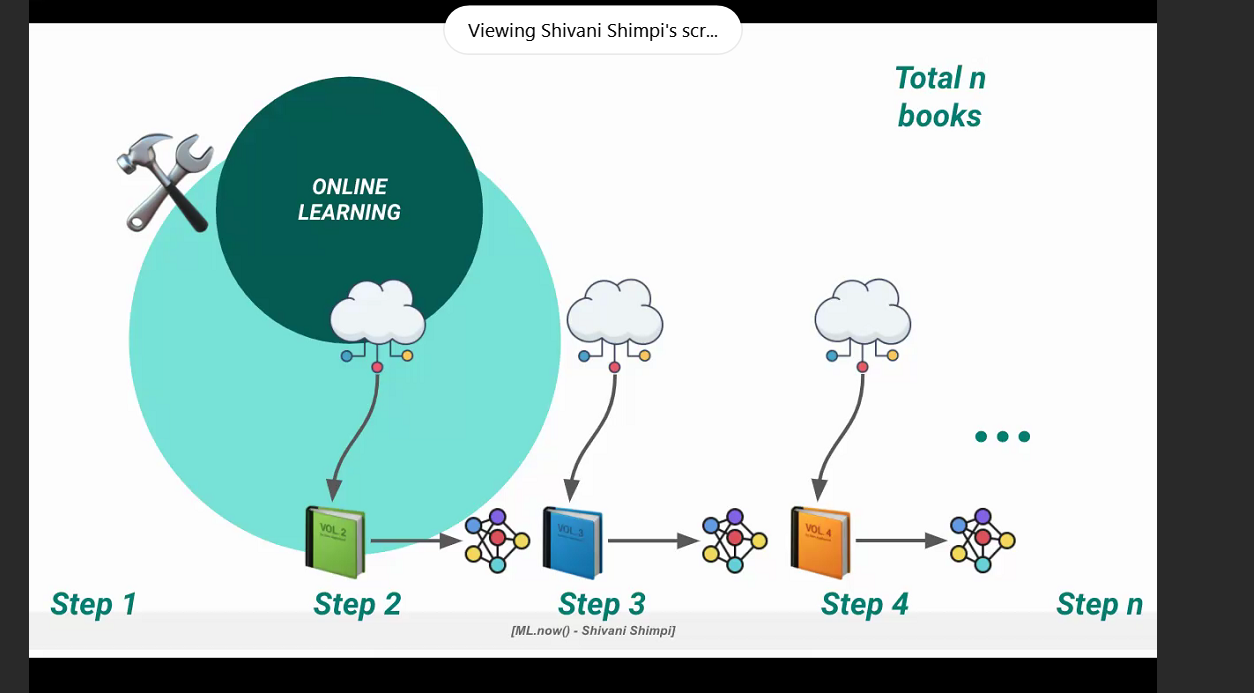 Viewing Shivani Shimpi's scr...
Total n
books
ONLINE
LEARNING
VOL. 2
VOL. 3
VOL. 4
Step 1
Step 2
Step 3
Step 4
Step n
[ML.now() - Shivani Shimpi]